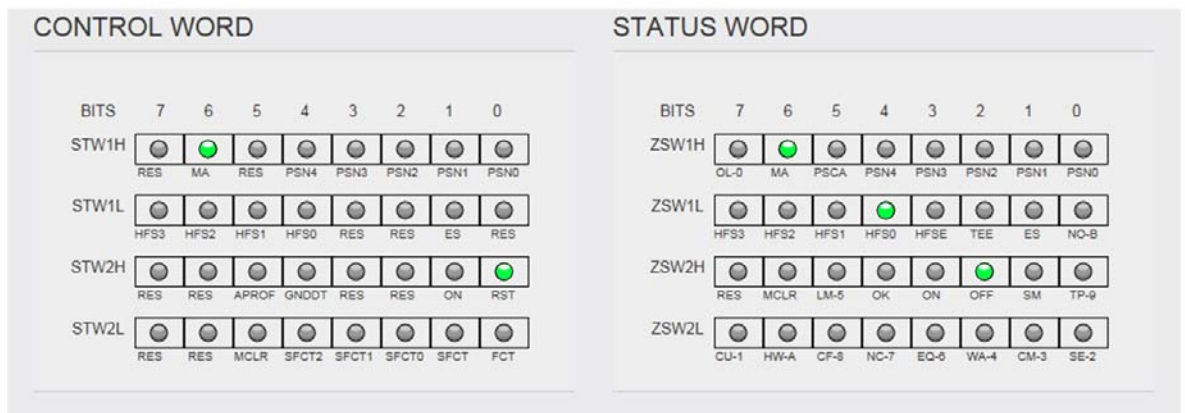 CONTROL WORD
BITS 7 6 5 4 3 2 1 0
STW1H
RES MA RES PSN4 PSN3 PSN2 PSN1 PSN0
STW1L
HFS3 HFS2 HFS1 HFS0 RES RES ES RES
STW2H
RES RES APROF GNDDT RES RES ON RST
STW2L
RES RES MCLR SFCT2 SFCT1 SFCT0 SFCT FCT
STATUS WORD
BITS 7 6 5 4 3 2 1 0
ZSW1H
OL-0 MA PSCA PSN4 PSN3 PSN2 PSN1 PSN0
ZSW1L
HFS3 HFS2 HFS1 HFS0 HFSE TEE ES NO-B
ZSW2H
RES MCLR LM-5 OK ON OFF SM TP-9
ZSW2L
CU-1 HW-A CF-8 NC-7 EQ-6 WA-4 CM-3 SE-2